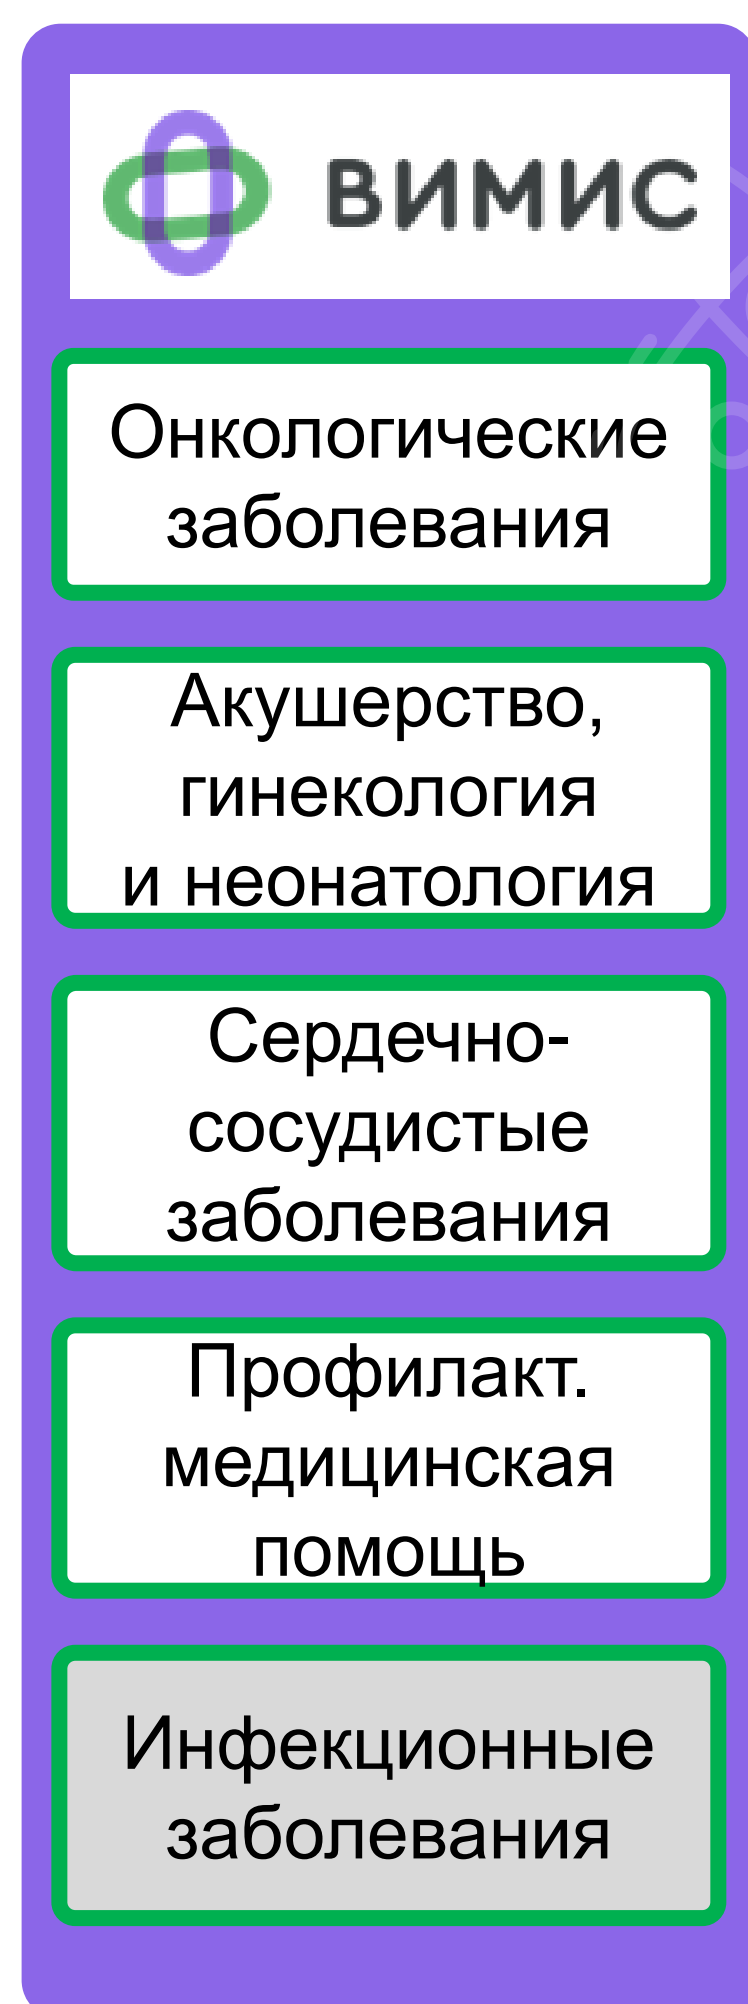 ВИМИС
Онкологические
заболевания
Акушерство,
гинекология
и неонатология
Сердечно-
сосудистые
заболевания
Профилакт.
медицинская
помощь
Инфекционные
заболевания